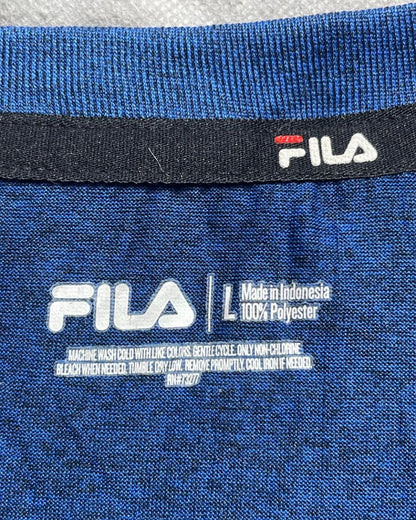 FILA
FILA L Made in Indonesia
100% Polyester
MACHINE WASH COLD WITH LIKE COLORS. GENTLE CYCLE. ONLY NON-CHLORINE
BLEACH WHEN NEEDED. TUMBLE DRY LOW. REMOVE PROMPTLY. COOL IRON IF NEEDED.
RN#73277